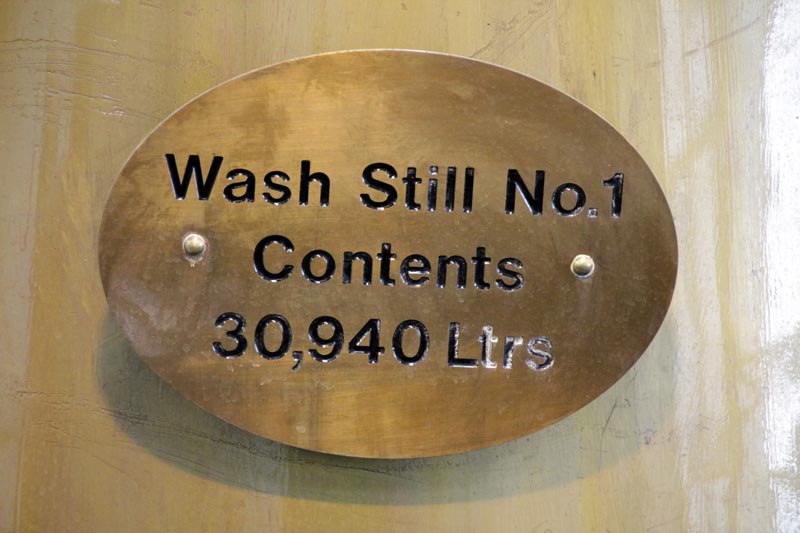 Wash Still No.1
Contents
30,940 Ltrs